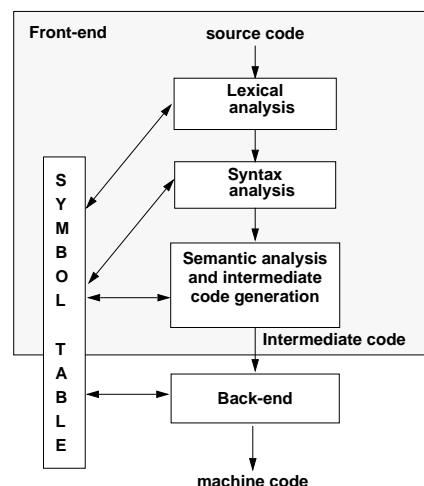 Front-end
source code
Lexical
analysis
Syntax
analysis
Semantic analysis
and intermediate
code generation
Intermediate code
Back-end
machine code
S
Y
M
B
O
L
T
A
B
L
E